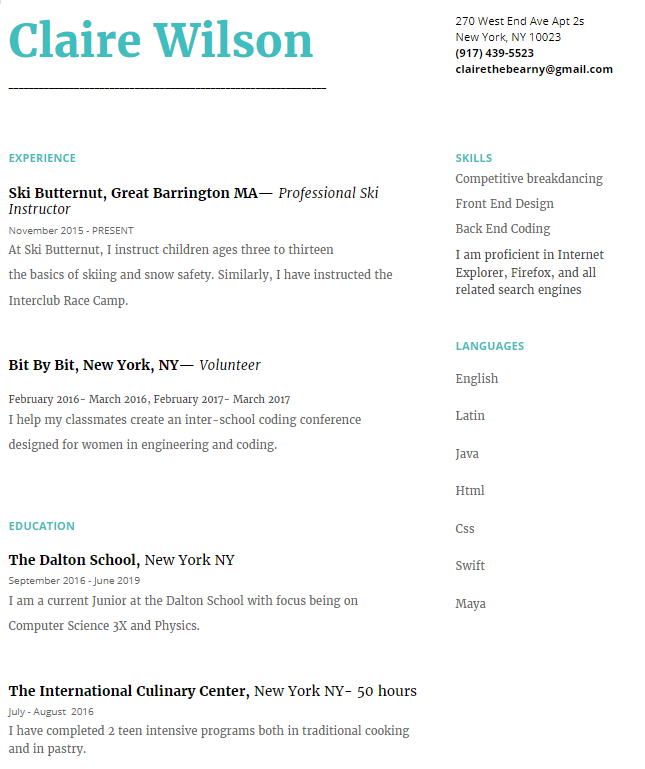 Claire Wilson
270 West End Ave Apt 2s
New York, NY 10023
(917) 439-5523
clairethebearny@gmail.com
EXPERIENCE
Ski Butternut, Great Barrington MA— Professional Ski
Instructor
November 2015 - PRESENT
At Ski Butternut, I instruct children ages three to thirteen
the basics of skiing and snow safety. Similarly, I have instructed the
Interclub Race Camp.
Bit By Bit, New York, NY— Volunteer
February 2016- March 2016, February 2017- March 2017
I help my classmates create an inter-school coding conference
designed for women in engineering and coding.
EDUCATION
The Dalton School, New York NY
September 2016 - June 2019
I am a current Junior at the Dalton School with focus being on
Computer Science 3X and Physics.
The International Culinary Center, New York NY- 50 hours
July - August 2016
I have completed 2 teen intensive programs both in traditional cooking
and in pastry.
SKILLS
Competitive breakdancing
Front End Design
Back End Coding
I am proficient in Internet
Explorer, Firefox, and all
related search engines
LANGUAGES
English
Latin
Java
Html
Css
Swift
Maya